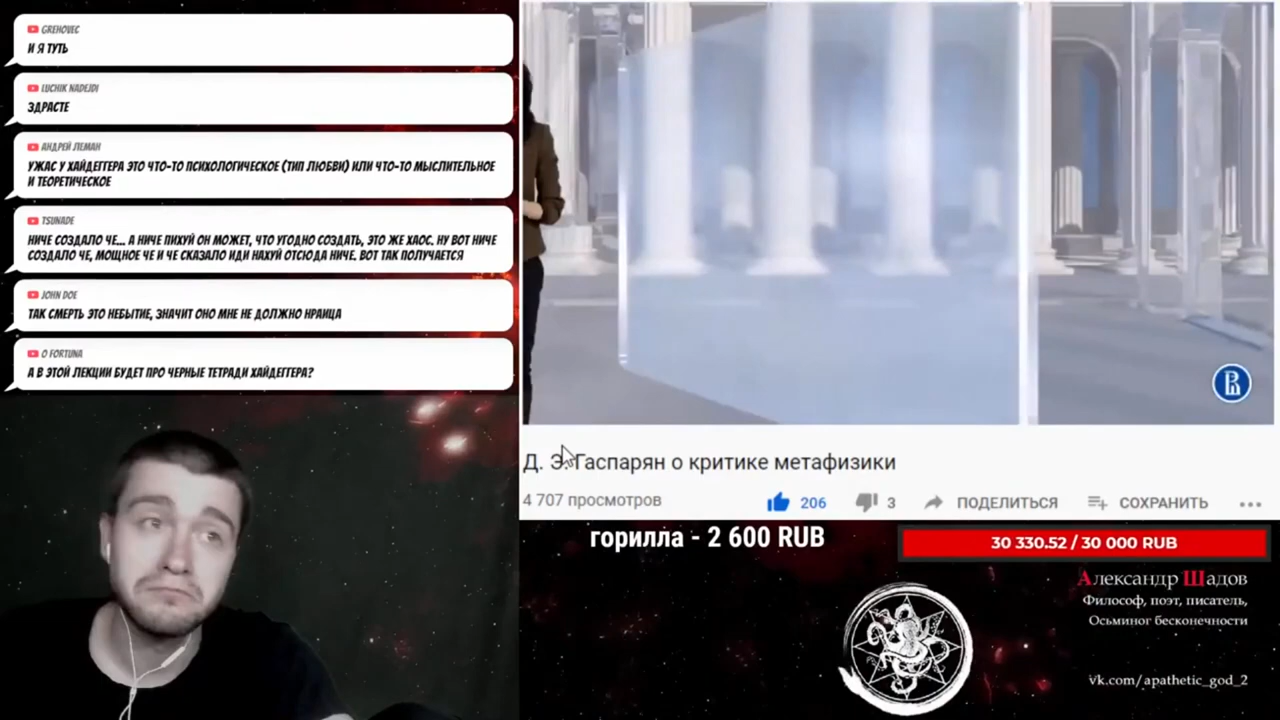 GREHOVEC
И Я ТУТЬ
LUCHIK NADEJDI
ЗДРАСТЕ
АНДРЕЙ ЛЕМАН
УЖАС У ХАЙДЕГГЕРА ЭТО ЧТО-ТО ПСИХОЛОГИЧЕСКОЕ (ТИП ЛЮБВИ) ИЛИ ЧТО-ТО МЫСЛИТЕЛЬНОЕ
И ТЕОРЕТИЧЕСКОЕ
TSUNADE
НИЧЕ СОЗДАЛО ЧЕ... А НИЧЕ ПИХУЙ ОН МОЖЕТ, ЧТО УГОДНО СОЗДАТЬ, ЭТО ЖЕ ХАОС. НУ ВОТ НИЧЕ
СОЗДАЛО ЧЕ, МОЩНОЕ ЧЕ И ЧЕ СКАЗАЛО ИДИ НАХУЙ ОТСЮДА НИЧЕ. ВОТ ТАК ПОЛУЧАЕТСЯ
JOHN DOE
ТАК СМЕРТЬ ЭТО НЕБЫТИЕ, ЗНАЧИТ ОНО МНЕ НЕ ДОЛЖНО НРАИЦА
O FORTUNA
А В ЭТОЙ ЛЕКЦИИ БУДЕТ ПРО ЧЕРНЫЕ ТЕТРАДИ ХАЙДЕГГЕРА?
Д. Э. Гаспарян о критике метафизики
4 707 просмотров
206
3
ПОДЕЛИТЬСЯ
СОХРАНИТЬ
горилла - 2 600 RUB
30 330.52 / 30 000 RUB
Александр Шадов
Философ, поэт, писатель,
Осьминог бесконечности
vk.com/apathetic_god_2